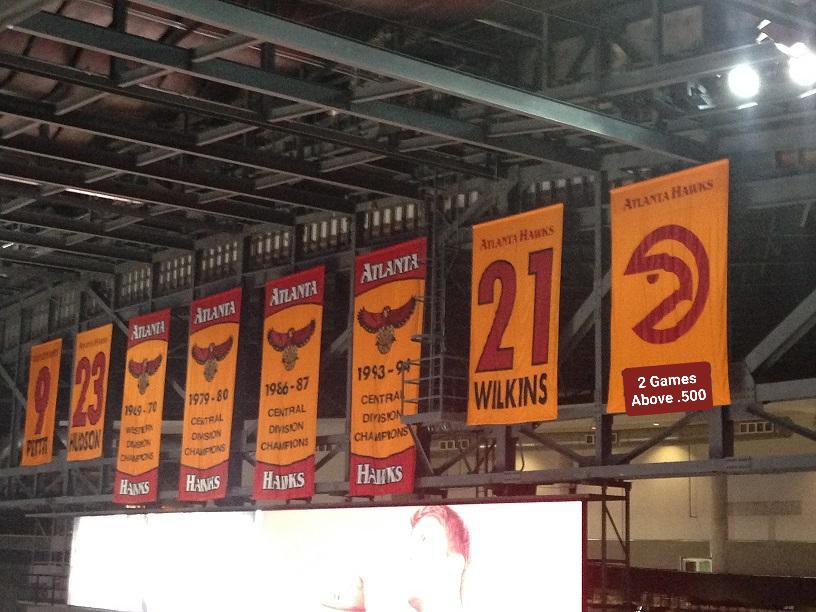 9
PETTIT
23
HUDSON
ATLANTA
1969-70
WESTERN
DIVISION
CHAMPIONS
HAWKS
ATLANTA
1979-80
CENTRAL
DIVISION
CHAMPIONS
HAWKS
ATLANTA
1986-87
CENTRAL
DIVISION
CHAMPIONS
HAWKS
ATLANTA
1993-94
CENTRAL
DIVISION
CHAMPIONS
HAWKS
ATLANTA HAWKS
21
WILKINS
ATLANTA HAWKS
2 Games
Above .500